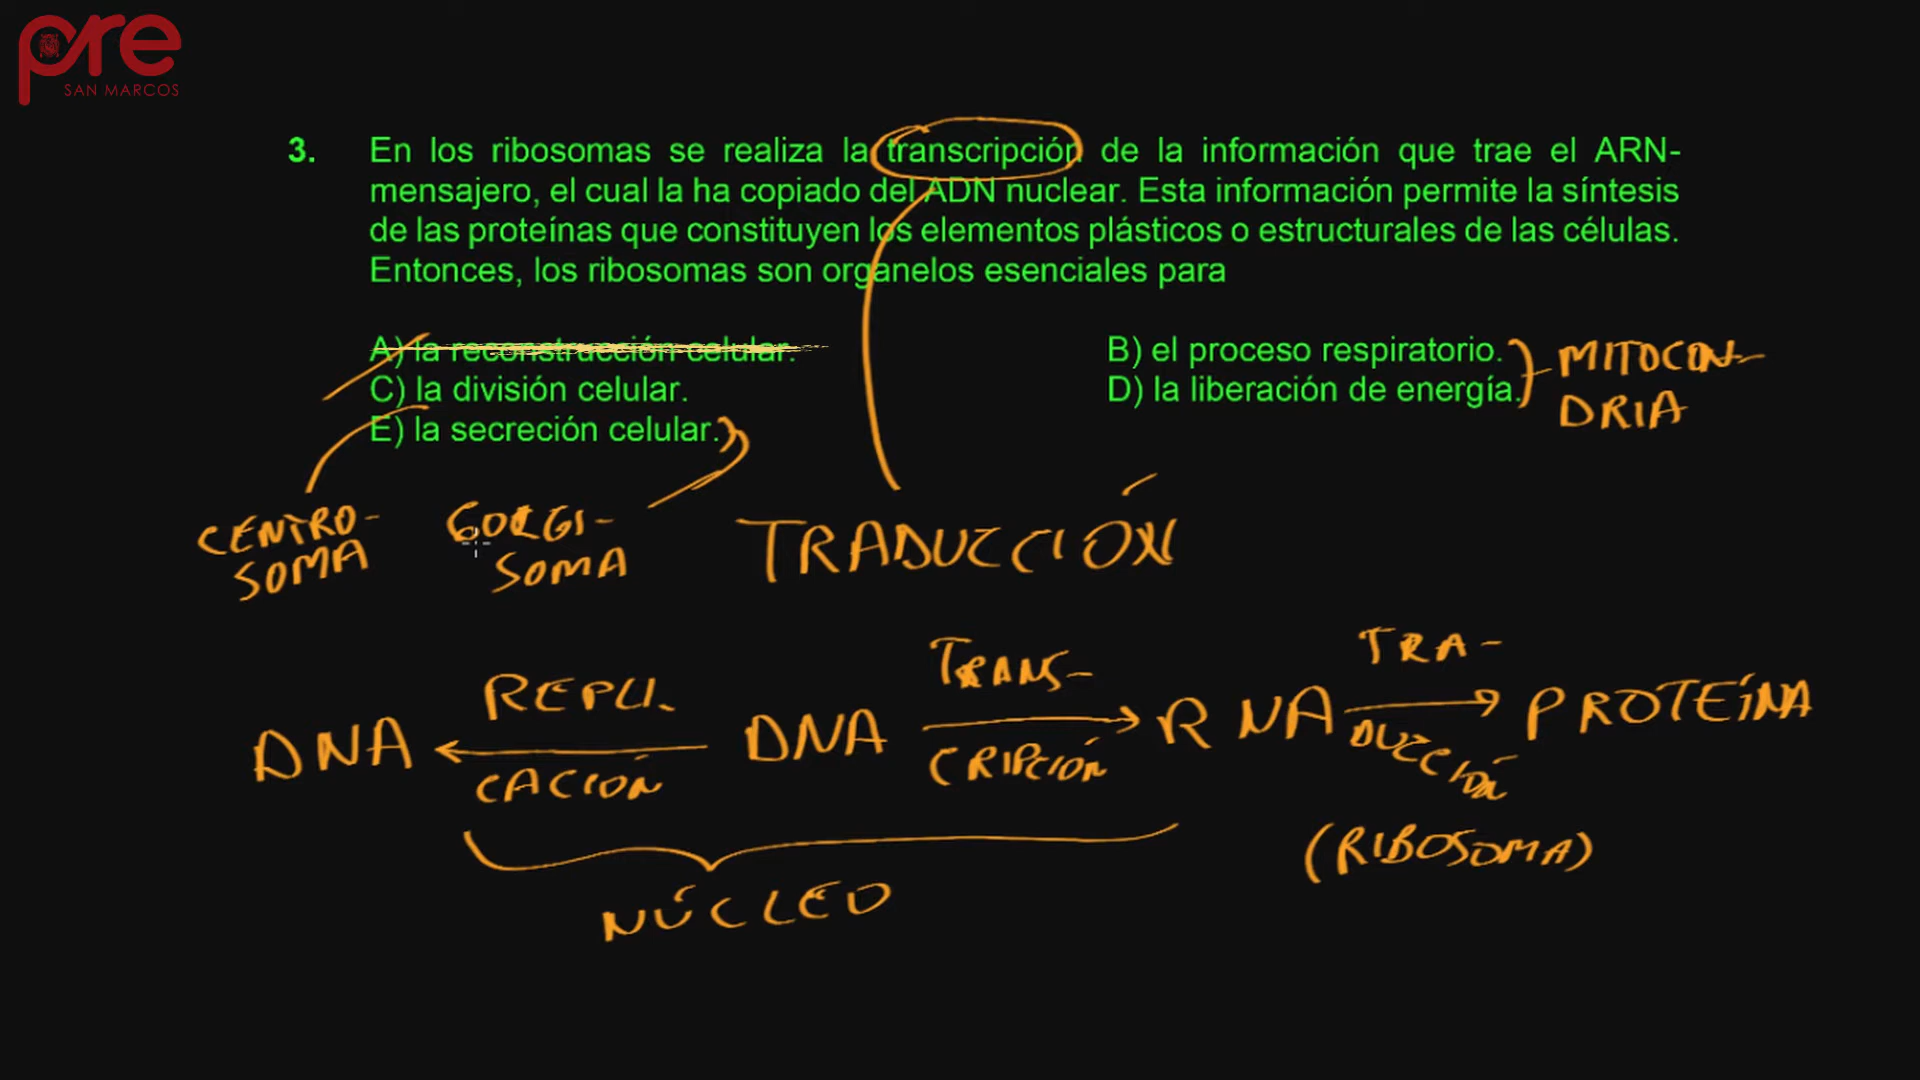 pre
SAN MARCOS
3. En los ribosomas se realiza la transcripción de la información que trae el ARN-
mensajero, el cual la ha copiado del ADN nuclear. Esta información permite la síntesis
de las proteínas que constituyen los elementos plásticos o estructurales de las células.
Entonces, los ribosomas son organelos esenciales para
A) la reconstrucción celular.
B) el proceso respiratorio.
C) la división celular.
D) la liberación de energía.
E) la secreción celular.
MITOCON-
DRIA
CENTRO-
SOMA
GOLGI-
SOMA
TRADUCCIÓN
DNA
REPLI.
CACIÓN
DNA
TRANS-
CRIPCIÓN
RNA
TRA-
DUCCIÓN
PROTEÍNA
(RIBOSOMA)
NÚCLEO